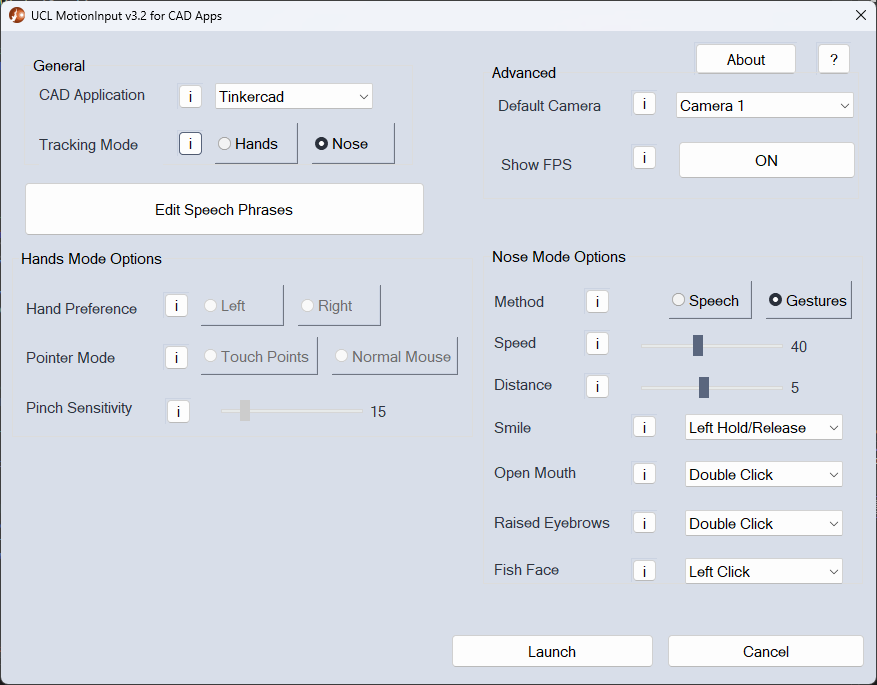 UCL MotionInput v3.2 for CAD Apps
General
CAD Application i Tinkercad
Tracking Mode i Hands Nose
Edit Speech Phrases
About ?
Advanced
Default Camera i Camera 1
Show FPS i ON
Hands Mode Options
Hand Preference i Left Right
Pointer Mode i Touch Points Normal Mouse
Pinch Sensitivity i 15
Nose Mode Options
Method i Speech Gestures
Speed i 40
Distance i 5
Smile i Left Hold/Release
Open Mouth i Double Click
Raised Eyebrows i Double Click
Fish Face i Left Click
Launch Cancel